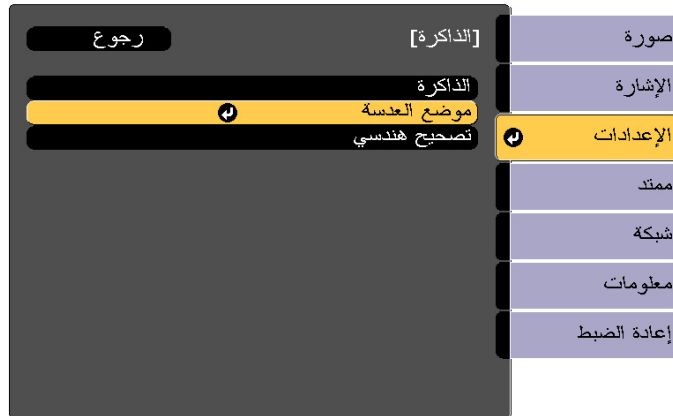 صورة
الإشارة
الإعدادات
ممتد
شبكة
معلومات
إعادة الضبط
[الذاكرة]
رجوع
الذاكرة
موضع العدسة
تصحيح هندسي